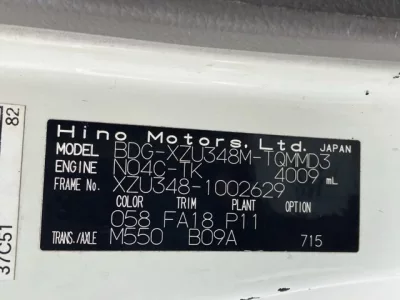 Hino Motors, Ltd. JAPAN
MODEL BDG-XZU348M-TQMMD3
ENGINE N04C-TK 4009 mL
FRAME No. XZU348-1002629
COLOR TRIM PLANT OPTION
058 FA18 P11
TRANS./AXLE M550 B09A 715
82
37C51